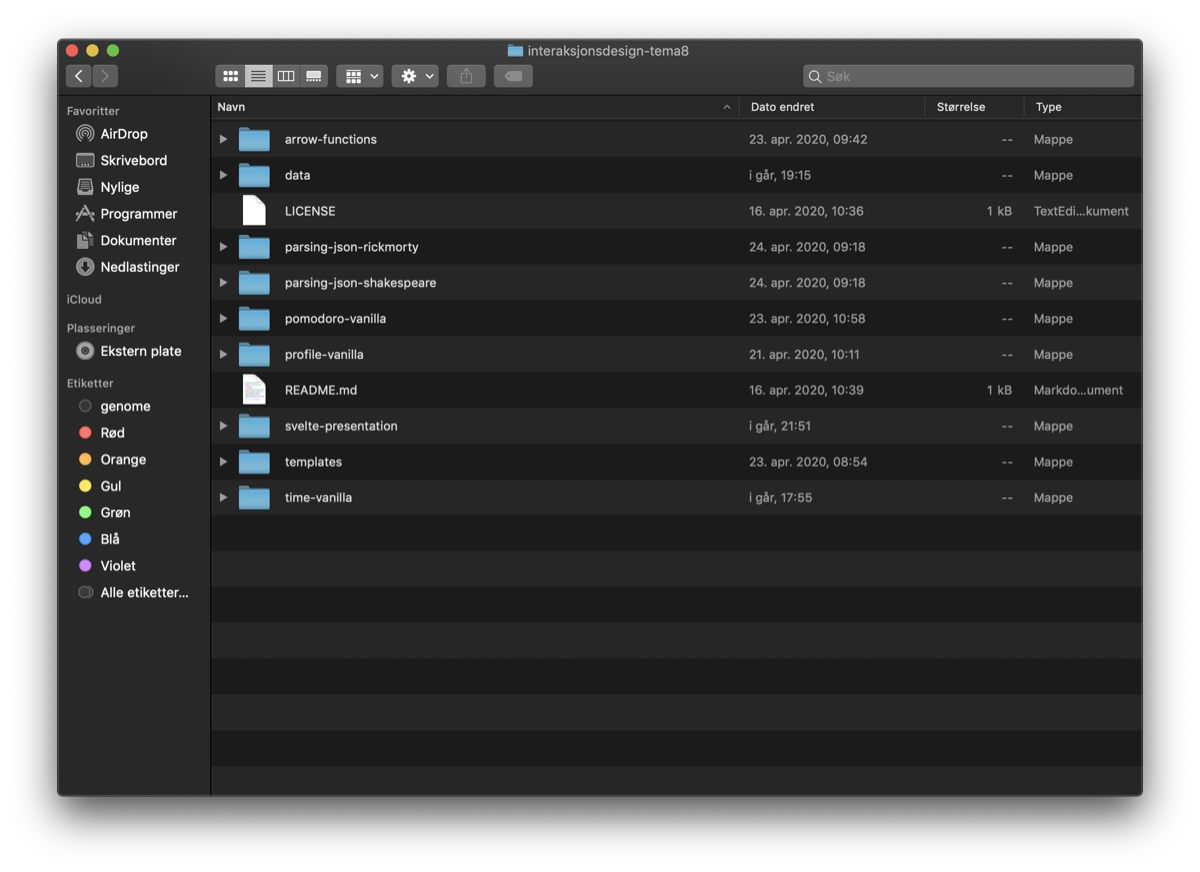 interaksjonsdesign-tema8
Søk
Favoritter
AirDrop
Skrivebord
Nylige
Programmer
Dokumenter
Nedlastinger
iCloud
Plasseringer
Ekstern plate
Etiketter
genome
Rød
Orange
Gul
Grøn
Blå
Violet
Alle etiketter...
Navn Dato endret Størrelse Type
arrow-functions 23. apr. 2020, 09:42 -- Mappe
data i går, 19:15 -- Mappe
LICENSE 16. apr. 2020, 10:36 1 kB TextEdi...kument
parsing-json-rickmorty 24. apr. 2020, 09:18 -- Mappe
parsing-json-shakespeare 24. apr. 2020, 09:18 -- Mappe
pomodoro-vanilla 23. apr. 2020, 10:58 -- Mappe
profile-vanilla 21. apr. 2020, 10:11 -- Mappe
README.md 16. apr. 2020, 10:39 1 kB Markdo...ument
svelte-presentation i går, 21:51 -- Mappe
templates 23. apr. 2020, 08:54 -- Mappe
time-vanilla i går, 17:55 -- Mappe